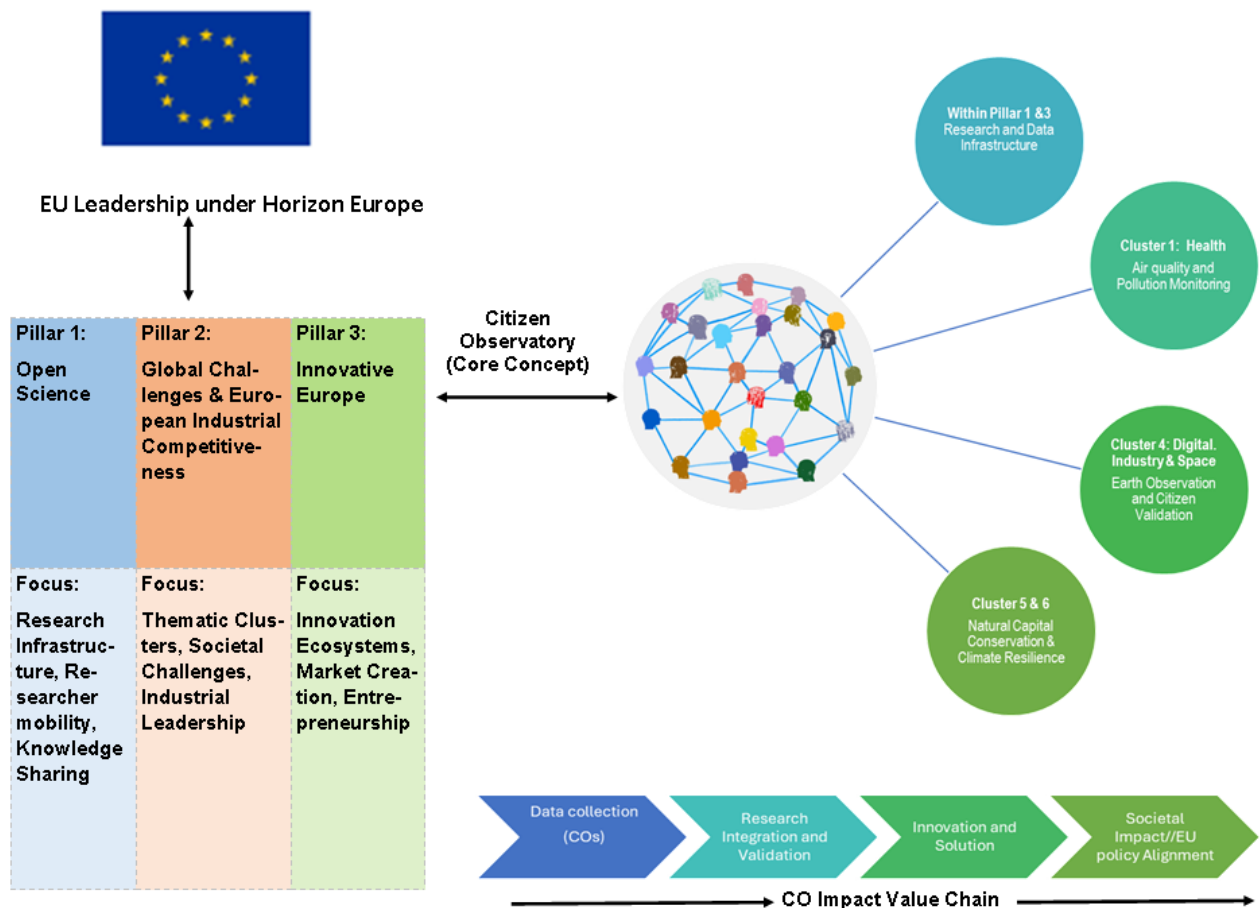 EU Leadership under Horizon Europe
Pillar 1:
Open
Science
Pillar 2:
Global Chal-
lenges & Euro-
pean Industrial
Competitive-
ness
Pillar 3:
Innovative
Europe
Focus:
Research
Infrastruc-
ture, Re-
searcher
mobility,
Knowledge
Sharing
Focus:
Thematic Clus-
ters, Societal
Challenges,
Industrial
Leadership
Focus:
Innovation
Ecosystems,
Market Crea-
tion, Entre-
preneurship
Citizen
Observatory
(Core Concept)
Within Pillar 1 &3
Research and Data
Infrastructure
Cluster 1: Health
Air quality and
Pollution Monitoring
Cluster 4: Digital.
Industry & Space
Earth Observation
and Citizen
Validation
Cluster 5 & 6
Natural Capital
Conservation &
Climate Resilience
Data collection
(COs)
Research
Integration and
Validation
Innovation and
Solution
Societal
Impact//EU
policy Alignment
CO Impact Value Chain